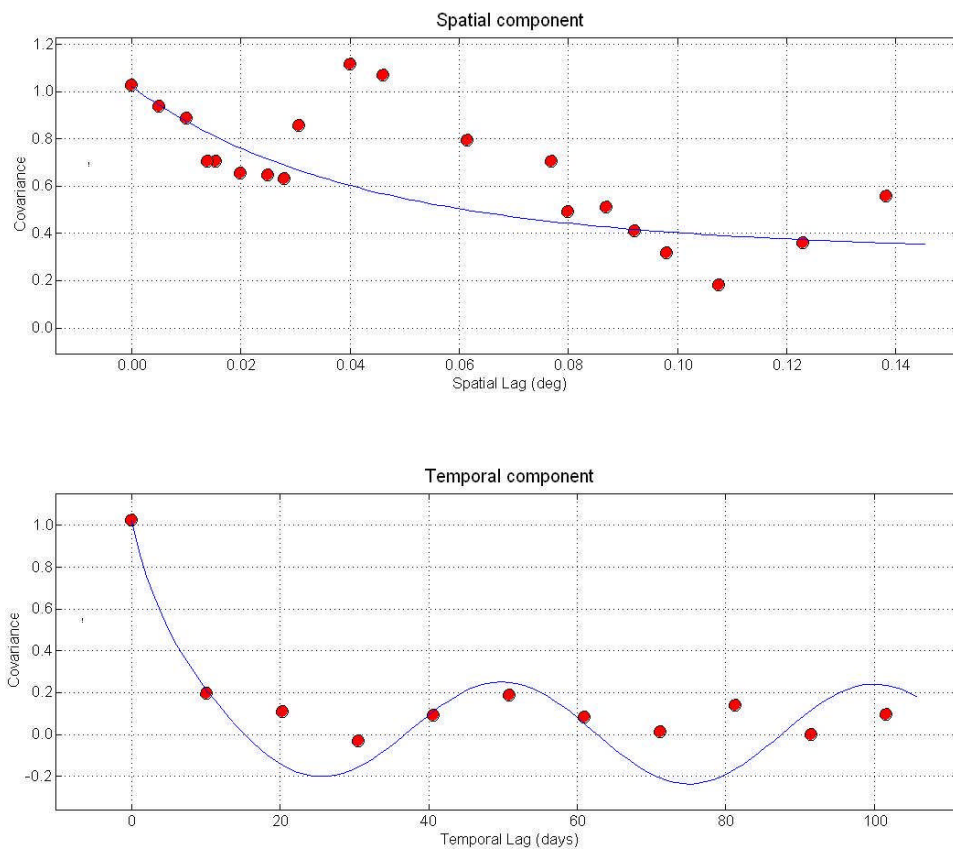 Spatial component
1.2
1.0
0.8
0.6
0.4
0.2
0.0
Covariance
0.00 0.02 0.04 0.06 0.08 0.10 0.12 0.14
Spatial Lag (deg)
Temporal component
1.0
0.8
0.6
0.4
0.2
0.0
-0.2
Covariance
0 20 40 60 80 100
Temporal Lag (days)